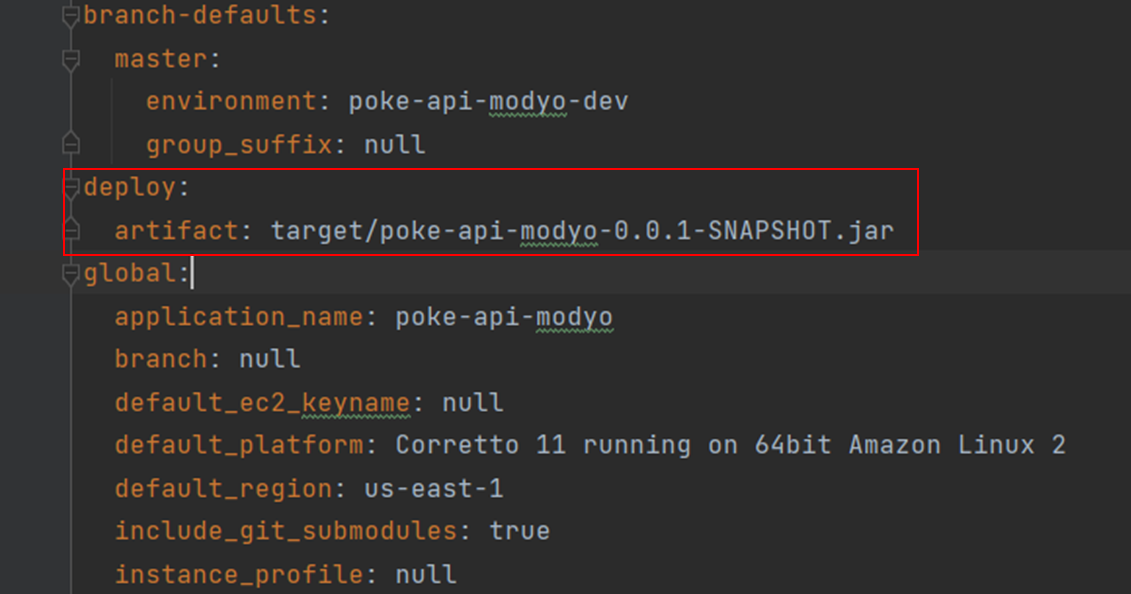 branch-defaults:
  master:
    environment: poke-api-modyo-dev
    group_suffix: null
deploy:
  artifact: target/poke-api-modyo-0.0.1-SNAPSHOT.jar
global:
  application_name: poke-api-modyo
  branch: null
  default_ec2_keyname: null
  default_platform: Corretto 11 running on 64bit Amazon Linux 2
  default_region: us-east-1
  include_git_submodules: true
  instance_profile: null